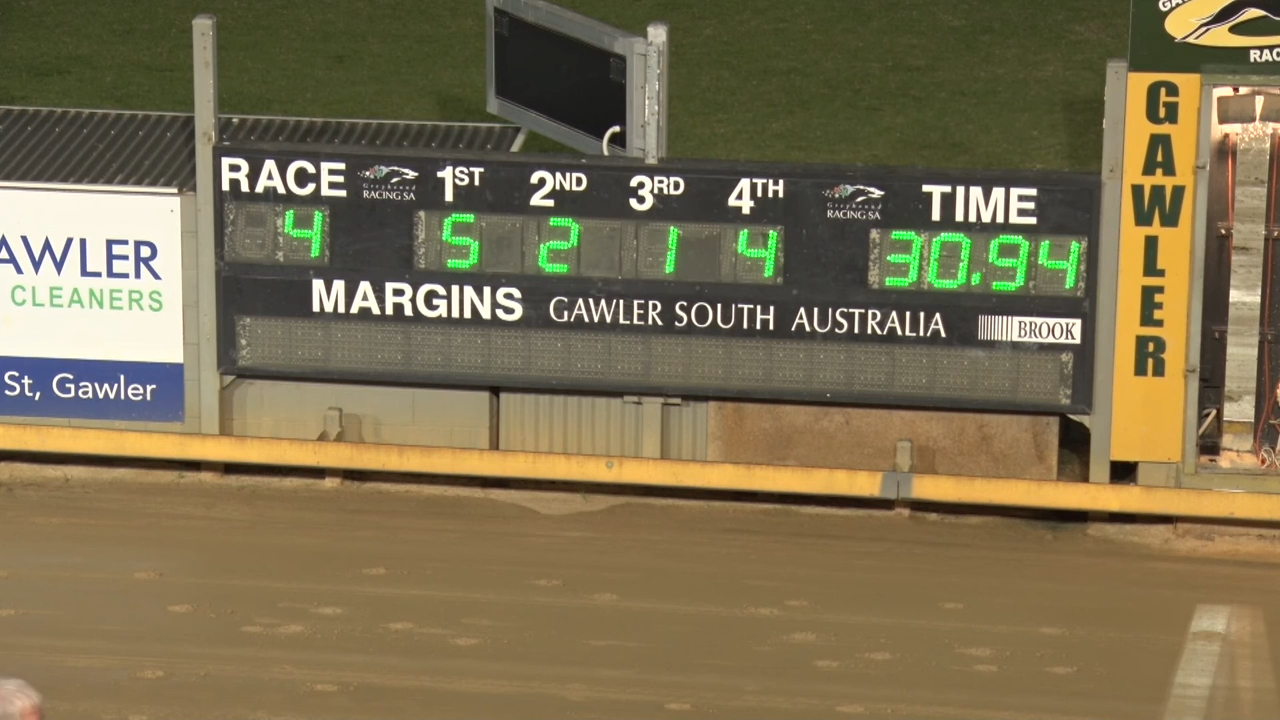 RACE
Greyhound
RACING SA
1ST
2ND
3RD
4TH
Greyhound
RACING SA
TIME
4
5
2
1
4
30.94
MARGINS
GAWLER SOUTH AUSTRALIA
BROOK
AWLER
CLEANERS
St, Gawler
GAWLER